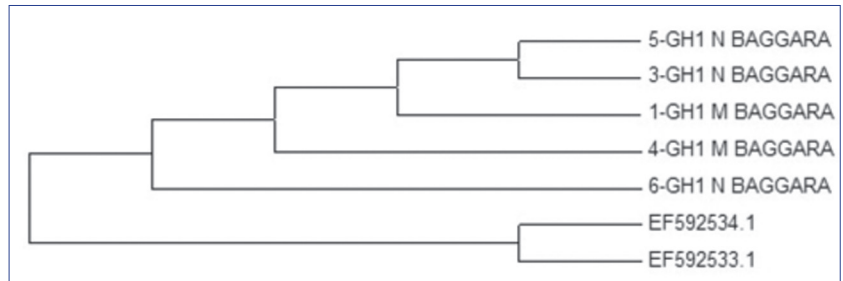 5-GH1 N BAGGARA
3-GH1 N BAGGARA
1-GH1 M BAGGARA
4-GH1 M BAGGARA
6-GH1 N BAGGARA
EF592534.1
EF592533.1